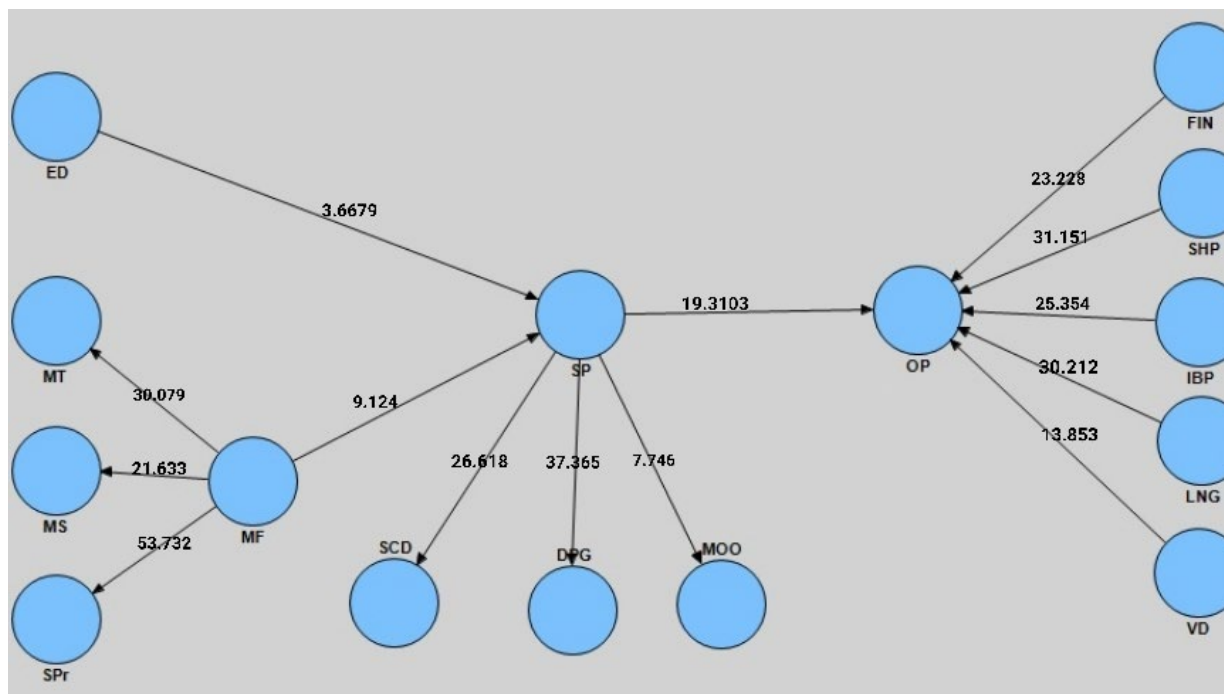 FIN
ED
23.228
3.6679
31.151
SHP
19.3103
25.354
MT
SP
OP
30.212
IBP
30.079
9.124
13.853
21.633
26.618
37.365
7.746
LNG
MS
MF
53.732
SCD
DPG
MOO
VD
SPr